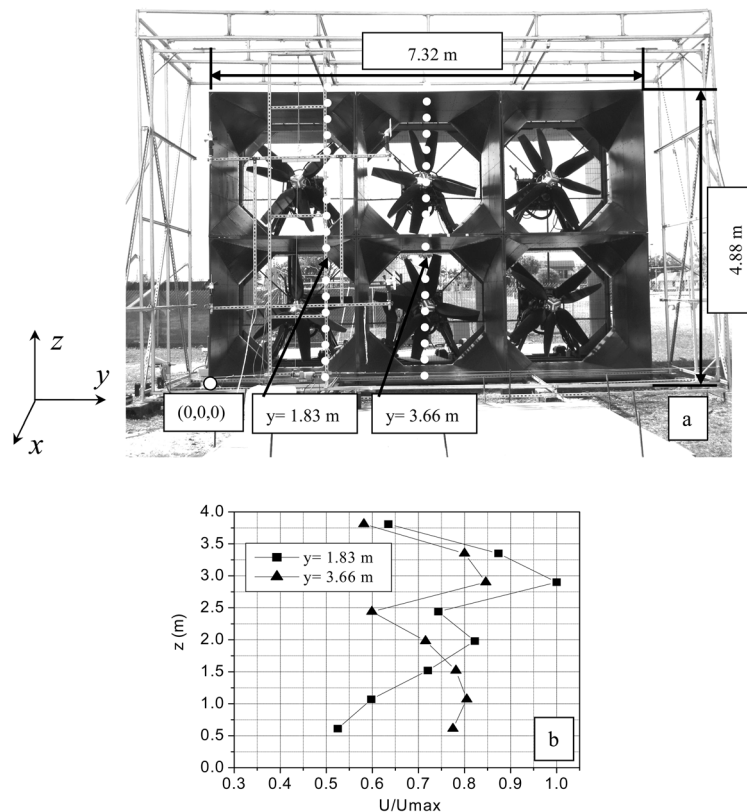 7.32 m
4.88 m
z
y
x
(0,0,0)
y= 1.83 m
y= 3.66 m
a
4.0
3.5
3.0
2.5
2.0
1.5
1.0
0.5
0.0
z (m)
y= 1.83 m
y= 3.66 m
b
0.3 0.4 0.5 0.6 0.7 0.8 0.9 1.0
U/Umax